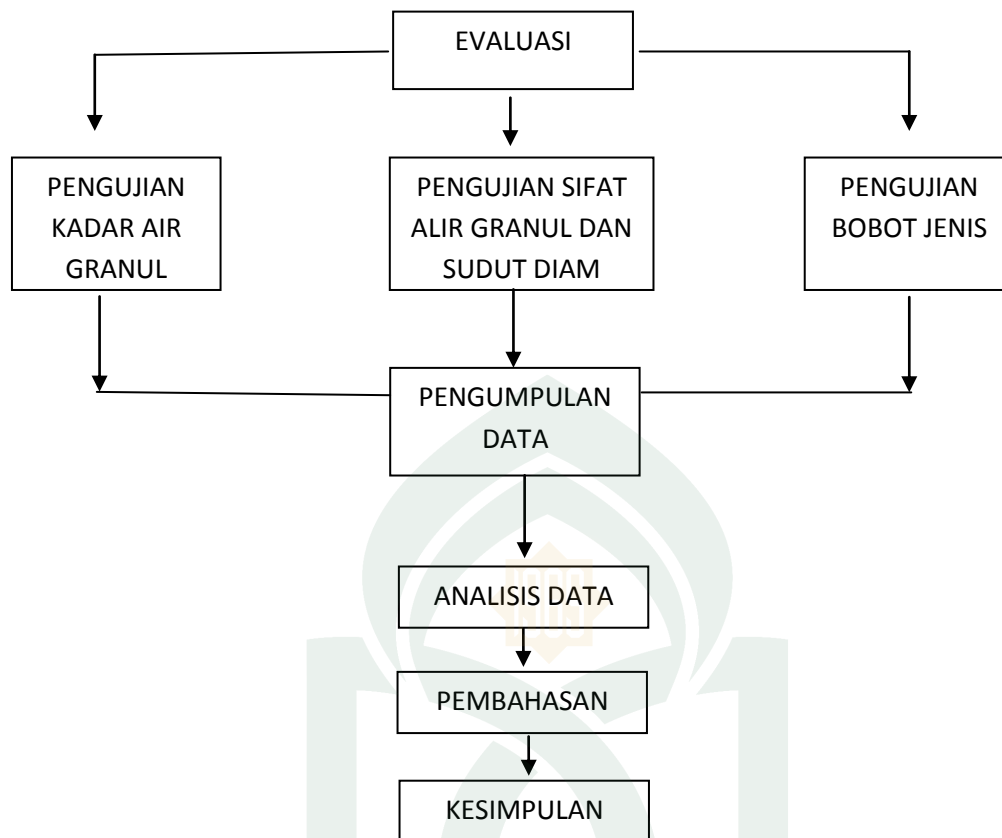 EVALUASI
PENGUJIAN
KADAR AIR
GRANUL
PENGUJIAN SIFAT
ALIR GRANUL DAN
SUDUT DIAM
PENGUJIAN
BOBOT JENIS
PENGUMPULAN
DATA
ANALISIS DATA
PEMBAHASAN
KESIMPULAN